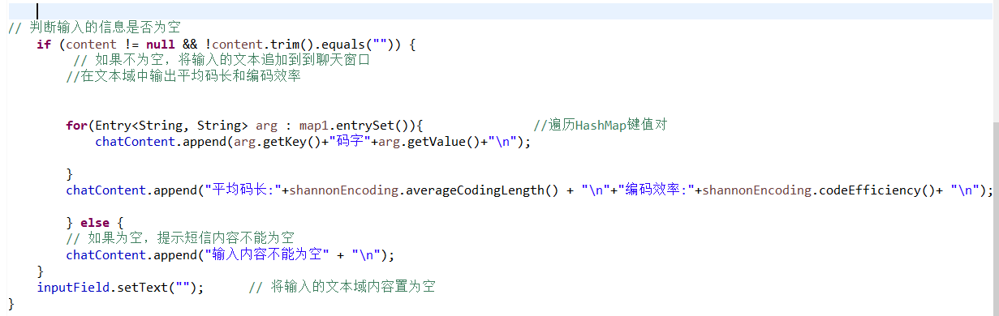 // 判断输入的信息是否为空
if (content != null && !content.trim().equals("")) {
// 如果不为空，将输入的文本追加到到聊天窗口
//在文本域中输出平均码长和编码效率
for(Entry<String, String> arg : map1.entrySet()){ //遍历HashMap键值对
chatContent.append(arg.getKey()+"码字"+arg.getValue()+"\n");
}
chatContent.append("平均码长:"+shannonEncoding.averageCodingLength() + "\n"+"编码效率:"+shannonEncoding.codeEfficiency()+ "\n");
} else {
// 如果为空，提示短信内容不能为空
chatContent.append("输入内容不能为空" + "\n");
}
inputField.setText(""); // 将输入的文本域内容置为空
}